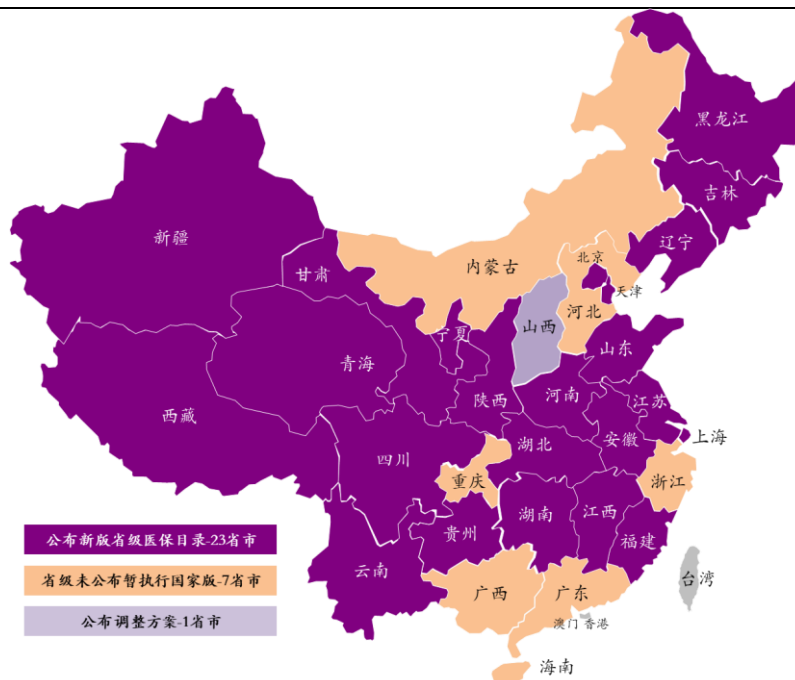 黑龙江
吉林
辽宁
新疆
内蒙古
北京
甘肃
天津
河北
山西
宁夏
山东
青海
陕西
河南
江苏
西藏
安徽
上海
湖北
四川
重庆
浙江
湖南
江西
贵州
福建
公布新版省级医保目录-23省市
云南
台湾
省级未公布暂执行国家版-7省市
广西
广东
公布调整方案-1省市
澳门 香港
海南